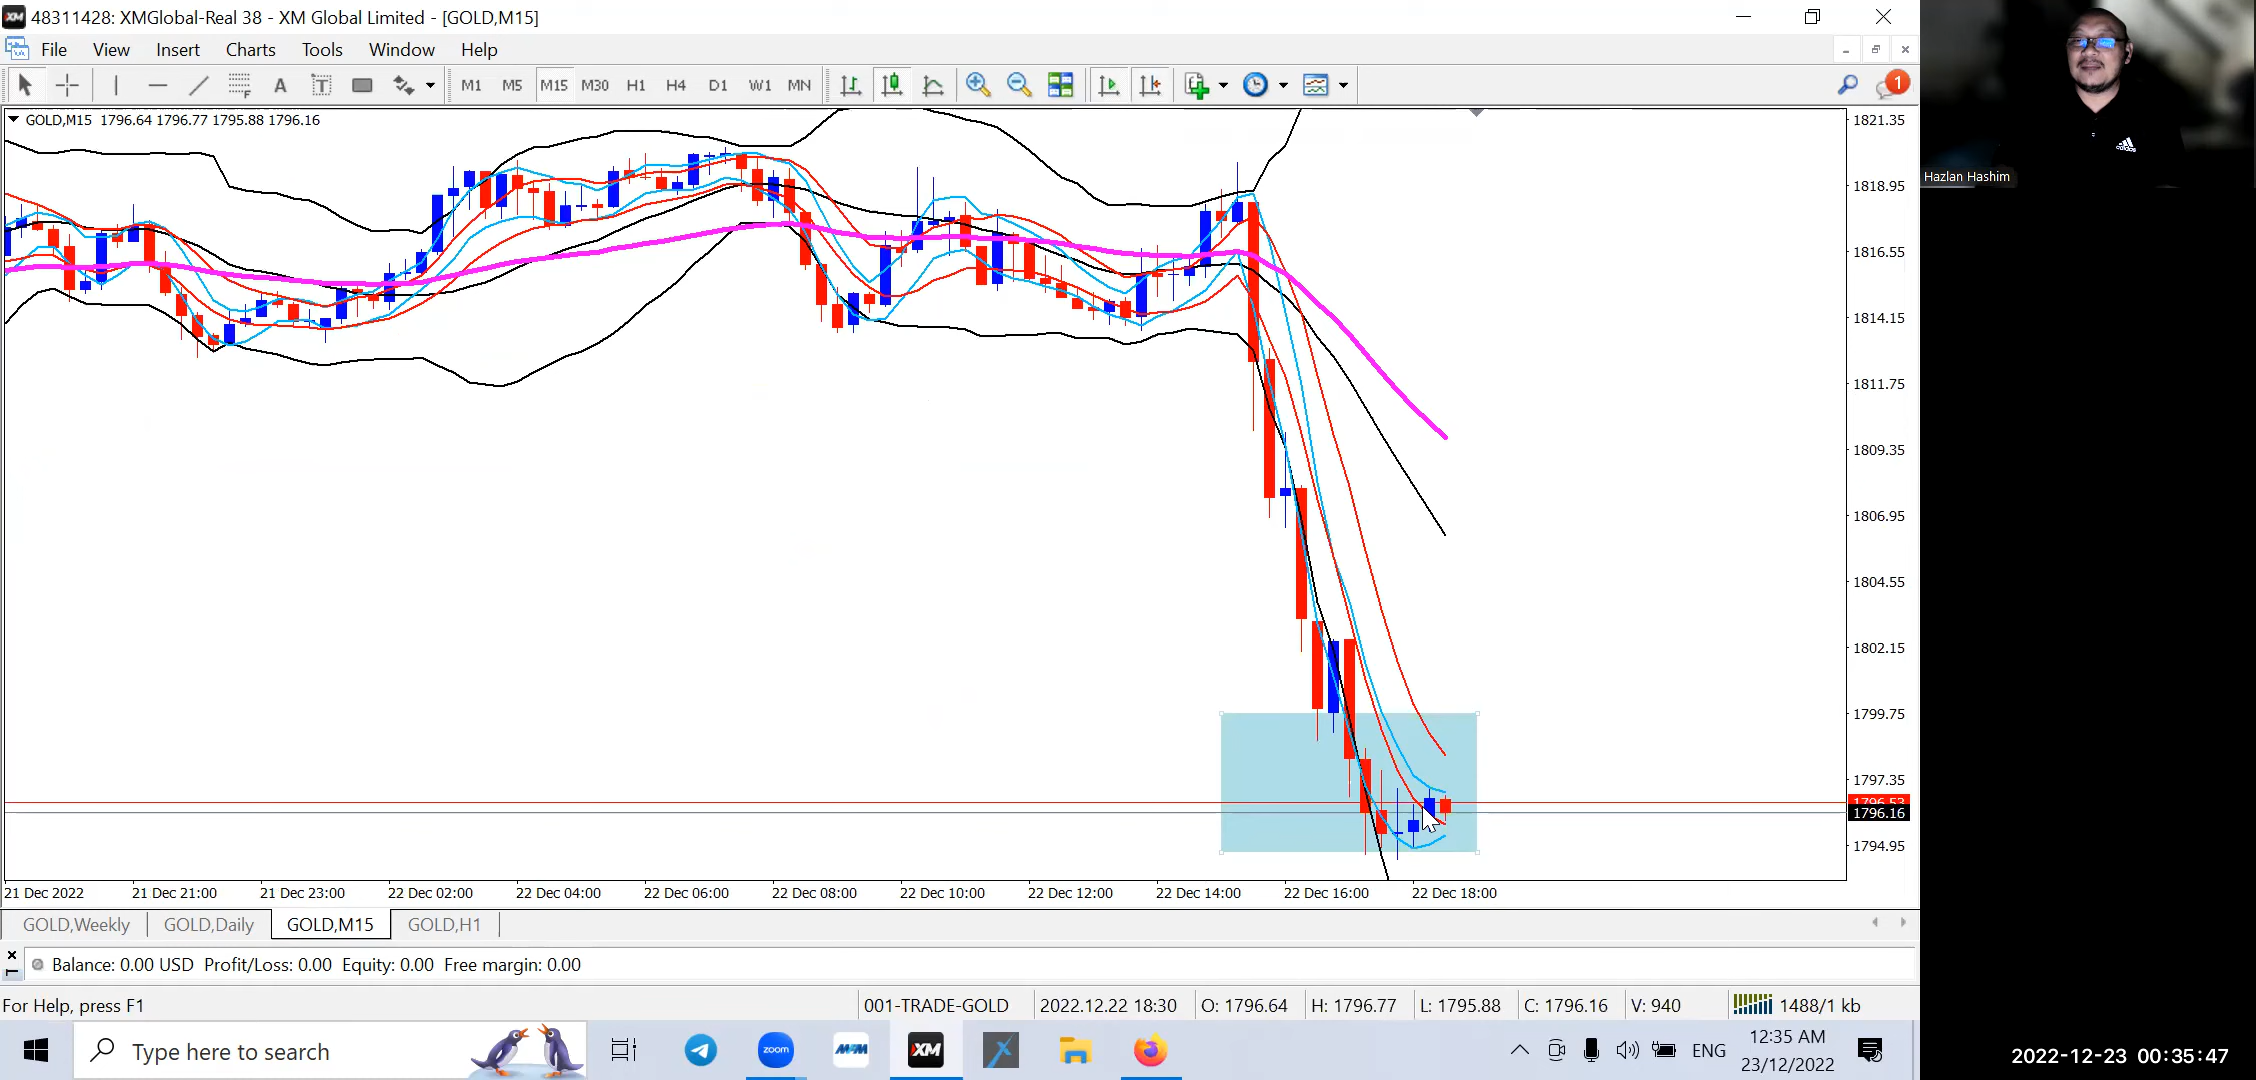 48311428: XMGlobal-Real 38 - XM Global Limited - [GOLD,M15]
File View Insert Charts Tools Window Help
A T M1 M5 M15 M30 H1 H4 D1 W1 MN 1
GOLD,M15 1796.64 1796.77 1795.88 1796.16
1821.35
1818.95
1816.55
1814.15
1811.75
1809.35
1806.95
1804.55
1802.15
1799.75
1797.35
1796.53
1796.16
1794.95
21 Dec 2022 21 Dec 21:00 21 Dec 23:00 22 Dec 02:00 22 Dec 04:00 22 Dec 06:00 22 Dec 08:00 22 Dec 10:00 22 Dec 12:00 22 Dec 14:00 22 Dec 16:00 22 Dec 18:00
GOLD,Weekly GOLD,Daily GOLD,M15 GOLD,H1
Balance: 0.00 USD Profit/Loss: 0.00 Equity: 0.00 Free margin: 0.00
For Help, press F1 001-TRADE-GOLD 2022.12.22 18:30 O: 1796.64 H: 1796.77 L: 1795.88 C: 1796.16 V: 940 1488/1 kb
Type here to search zoom XM ENG 12:35 AM
23/12/2022
adidas
Hazlan Hashim
2022-12-23 00:35:47